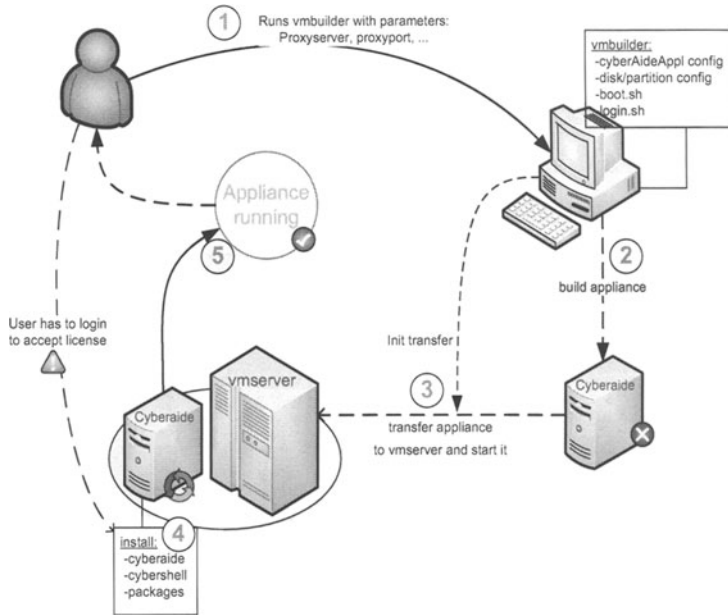 1
Runs vmbuilder with parameters:
Proxyserver, proxyport, ...
vmbuilder:
-cyberAideAppl config
-disk/partition config
-boot.sh
-login.sh
Appliance
running
5
2
build appliance
User has to login
to accept license
Init transfer
vmserver
Cyberaide
3
Cyberaide
transfer appliance
to vmserver and start it
4
install:
-cyberaide
-cybershell
-packages